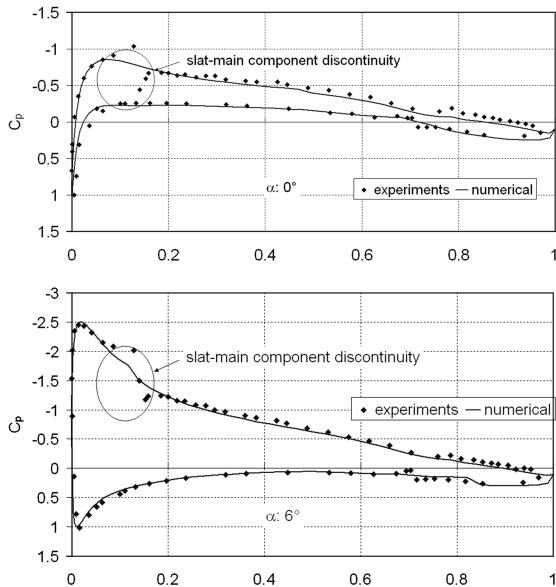 -1.5
-1
-0.5
0
0.5
1
1.5
Cp
slat-main component discontinuity
α: 0°
experiments
numerical
0 0.2 0.4 0.6 0.8 1
-3
-2.5
-2
-1.5
-1
-0.5
0
0.5
1
1.5
Cp
slat-main component discontinuity
experiments
numerical
α: 6°
0 0.2 0.4 0.6 0.8 1